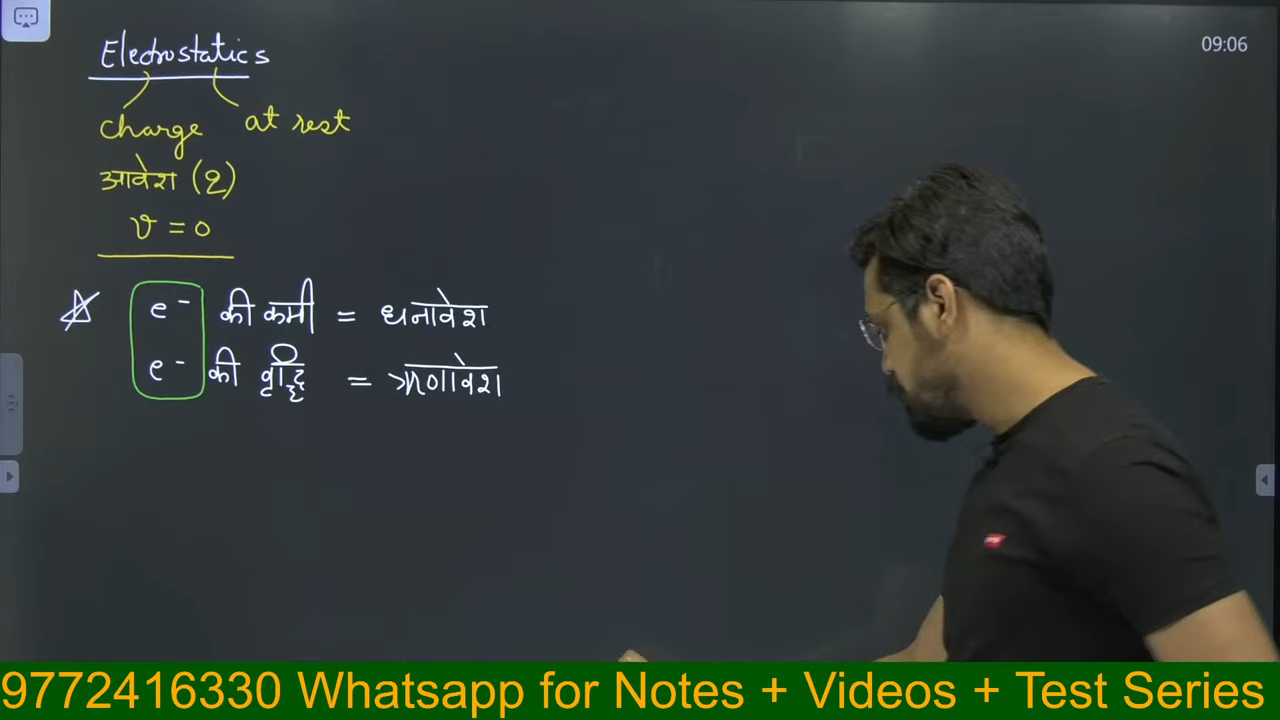 Electrostatics
09:06
charge at rest
आवेश (q)
v = 0
e⁻ की कमी = धनावेश
e⁻ की वृद्धि = ऋणावेश
9772416330 Whatsapp for Notes + Videos + Test Series